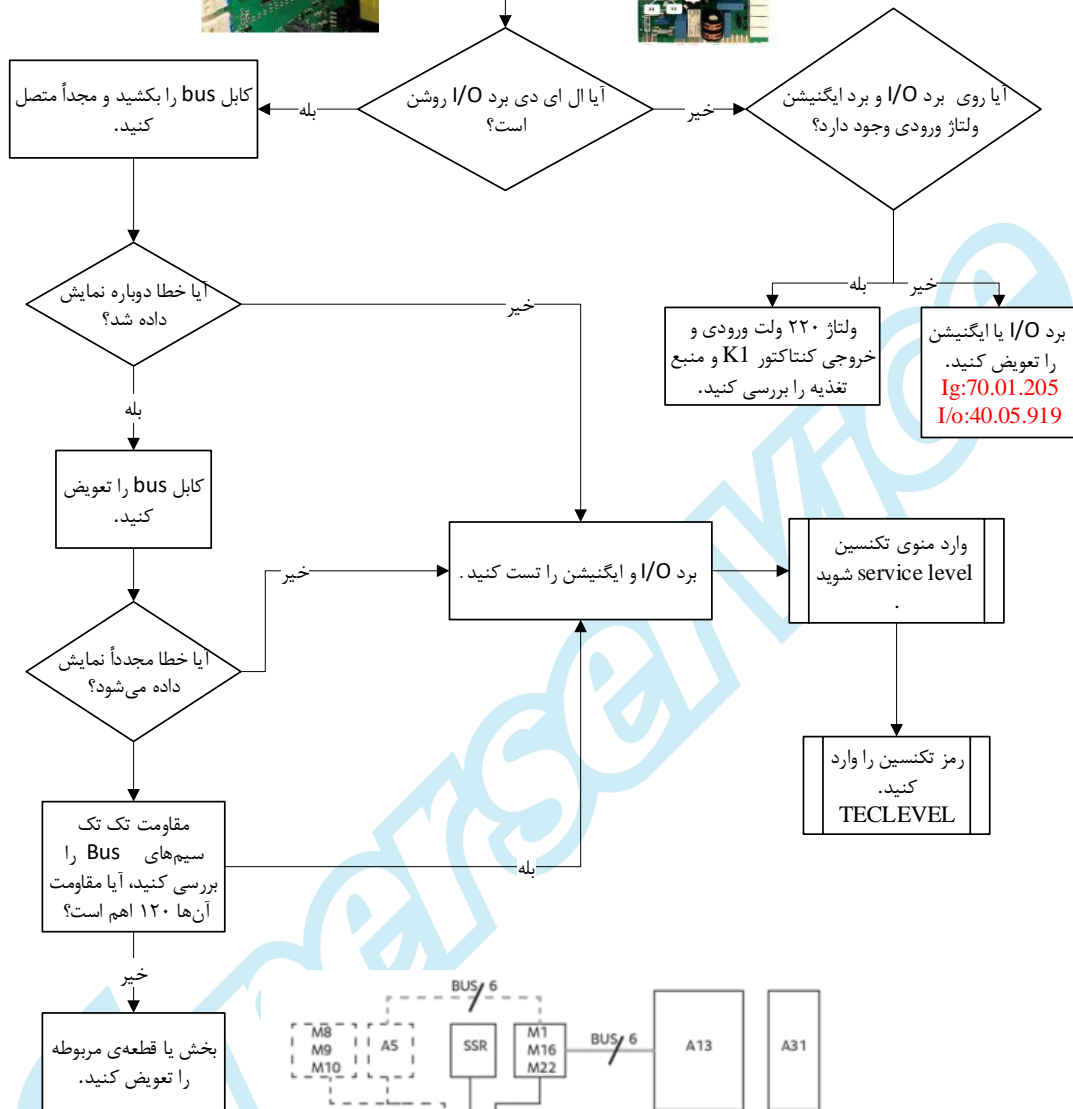 آیا ال ای دی برد I/O روشن
است؟
بله
خیر
کابل bus را بکشید و مجدأ متصل
کنید.
آیا روی برد I/O و برد ایگنیشن
ولتاژ ورودی وجود دارد؟
بله
خیر
ولتاژ ۲۲۰ ولت ورودی و
خروجی کنتاکتور K1 و منبع
تغذیه را بررسی کنید.
برد I/O یا ایگنیشن
را تعویض کنید.
Ig:70.01.205
I/o:40.05.919
آیا خطا دوباره نمایش
داده شد؟
خیر
بله
کابل bus را تعویض
کنید.
آیا خطا مجدداً نمایش
داده می‌شود؟
خیر
برد I/O و ایگنیشن را تست کنید.
وارد منوی تکنسین
service level شوید
.
رمز تکنسین را وارد
کنید.
TECLEVEL
مقاومت تک تک
سیم‌های Bus را
بررسی کنید، آیا مقاومت
آن‌ها ۱۲۰ اهم است؟
بله
خیر
بخش یا قطعه‌ی مربوطه
را تعویض کنید.
BUS 6
M8
M9
M10
A5
SSR
M1
M16
M22
BUS 6
A13
A31
erservice